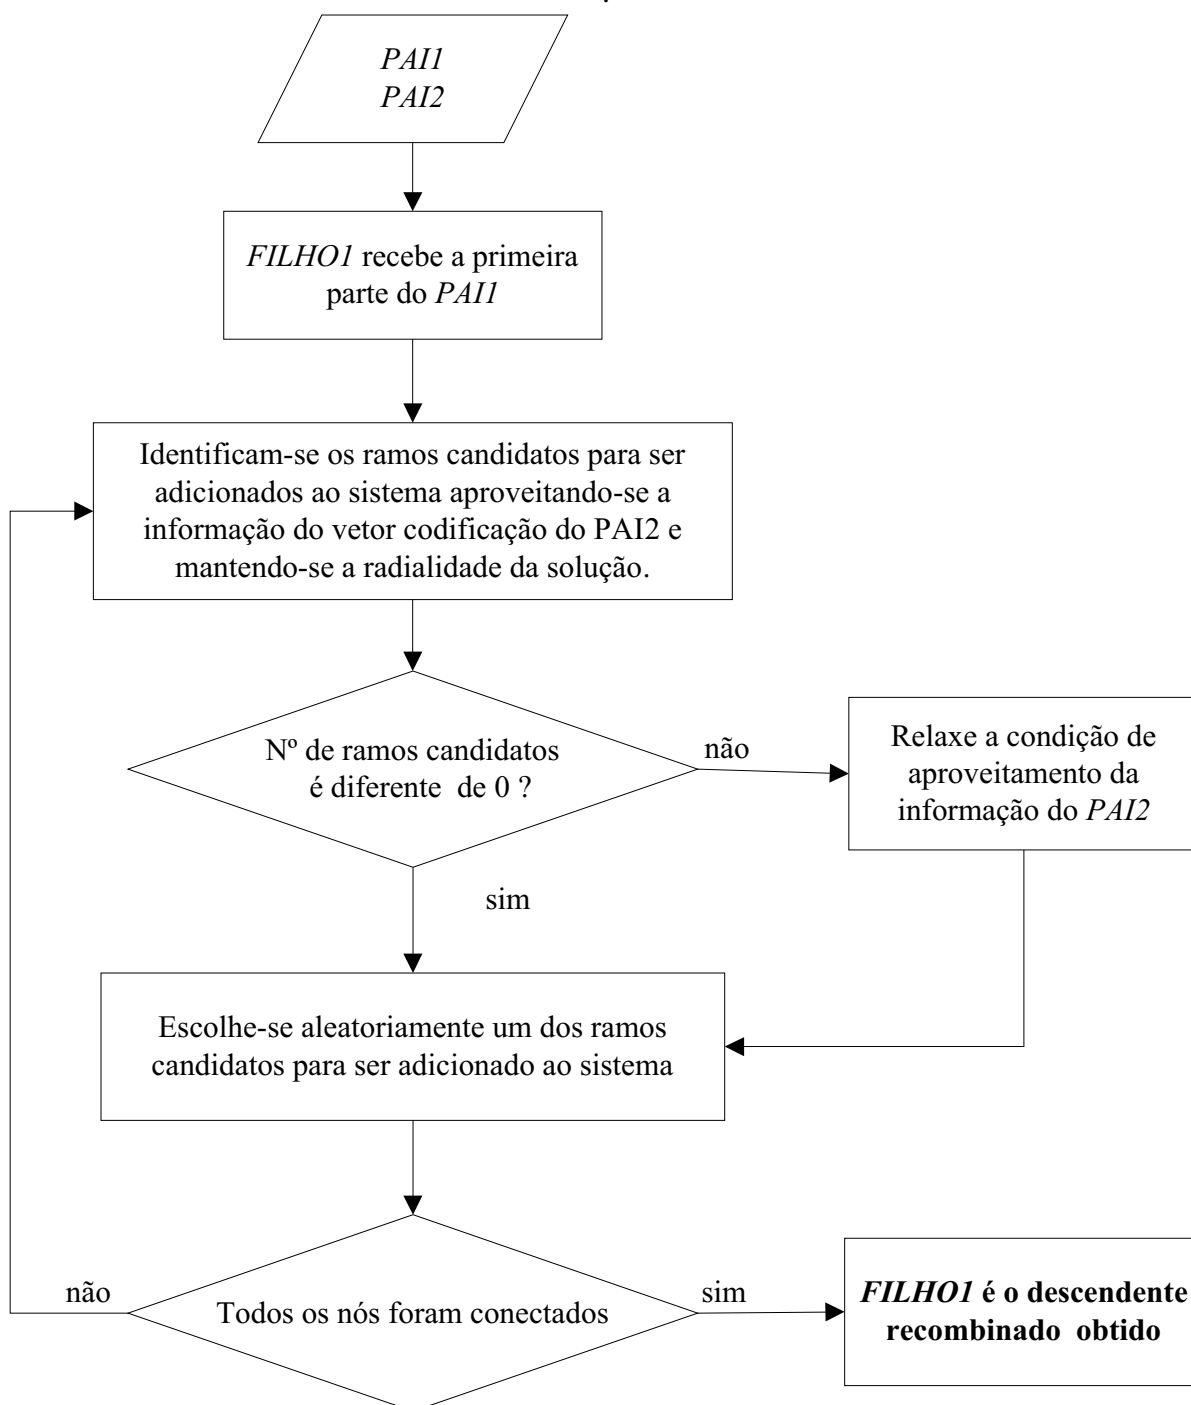 PAI1
PAI2
FILHO1 recebe a primeira
parte do PAI1
Identificam-se os ramos candidatos para ser
adicionados ao sistema aproveitando-se a
informação do vetor codificação do PAI2 e
mantendo-se a radialidade da solução.
Nº de ramos candidatos
é diferente de 0 ?
não
Relaxe a condição de
aproveitamento da
informação do PAI2
sim
Escolhe-se aleatoriamente um dos ramos
candidatos para ser adicionado ao sistema
não
Todos os nós foram conectados
sim
FILHO1 é o descendente
recombinado obtido